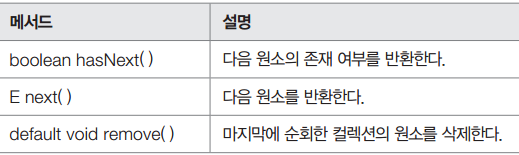 메서드 설명
boolean hasNext( ) 다음 원소의 존재 여부를 반환한다.
E next( ) 다음 원소를 반환한다.
default void remove( ) 마지막에 순회한 컬렉션의 원소를 삭제한다.